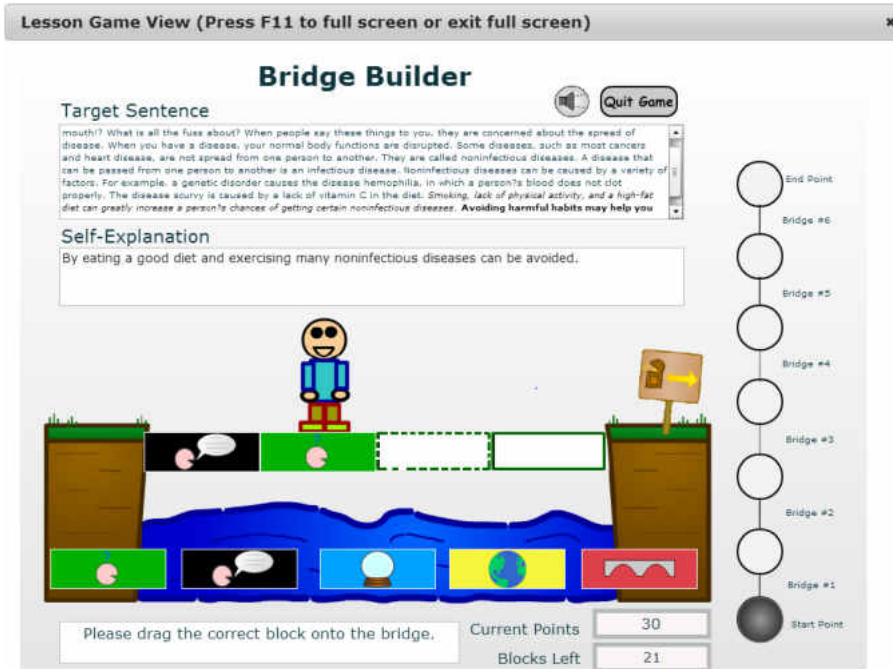 Lesson Game View (Press F11 to full screen or exit full screen)
x
Bridge Builder
Quit Game
Target Sentence
mouth!? What is all the fuss about? When people say these things to you, they are concerned about the spread of
disease. When you have a disease, your normal body functions are disrupted. Some diseases, such as most cancers
and heart disease, are not spread from one person to another. They are called noninfectious diseases. A disease that
can be passed from one person to another is an infectious disease. Noninfectious diseases can be caused by a variety of
factors. For example, a genetic disorder causes the disease hemophilia, in which a person?s blood does not clot
properly. The disease scurvy is caused by a lack of vitamin C in the diet. Smoking, lack of physical activity, and a high-fat
diet can greatly increase a person?s chances of getting certain noninfectious diseases. Avoiding harmful habits may help you
Self-Explanation
By eating a good diet and exercising many noninfectious diseases can be avoided.
End Point
Bridge #6
Bridge #5
Bridge #4
Bridge #3
Bridge #2
Bridge #1
Start Point
Please drag the correct block onto the bridge.
Current Points
30
Blocks Left
21